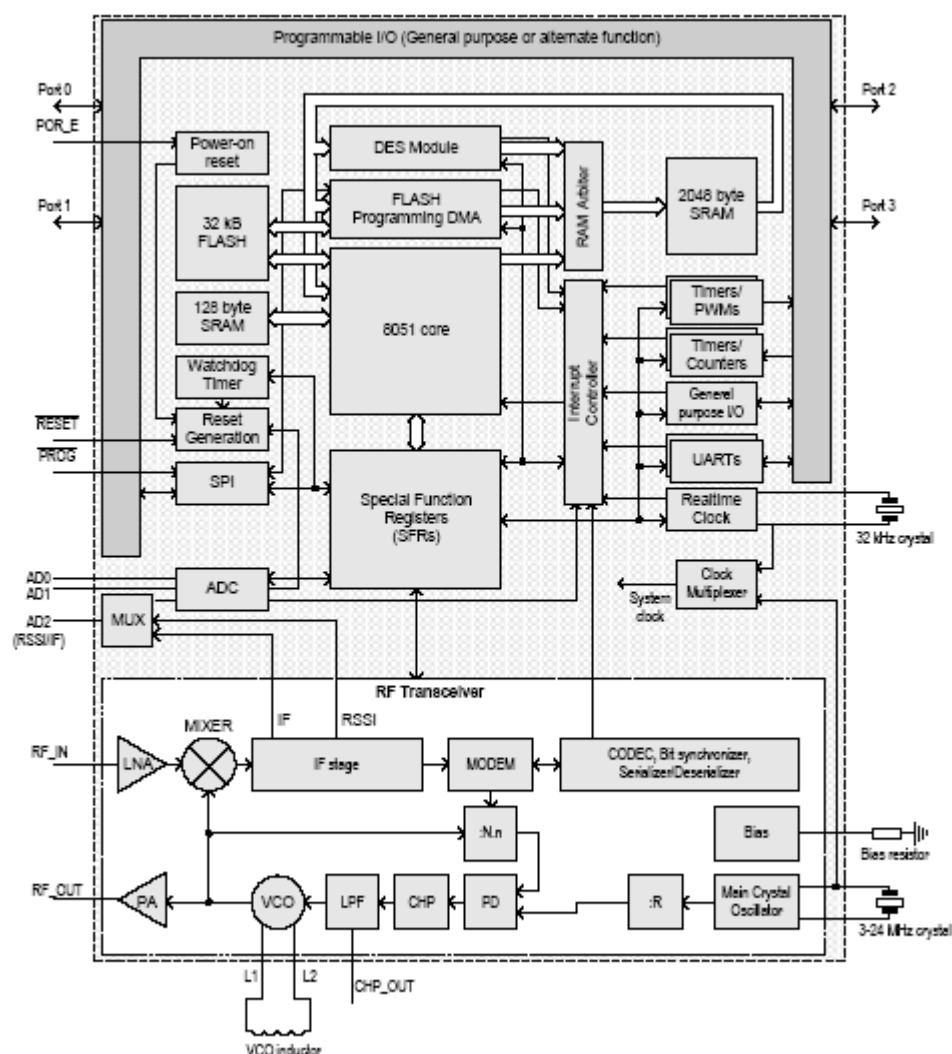 Programmable I/O (General purpose or alternate function)
Port 0
Port 2
POR_E
Power-on
reset
DES Module
RAM Arbiter
2048 byte
SRAM
Port 1
Port 3
32 kB
FLASH
FLASH
Programming DMA
128 byte
SRAM
8051 core
Interrupt
Controller
Timers/
PWMs
Timers/
Counters
Watchdog
Timer
General
purpose I/O
RESET
Reset
Generation
PROG
SPI
UARTs
Special Function
Registers
(SFRs)
Realtime
Clock
32 kHz crystal
AD0
AD1
ADC
Clock
Multiplexer
System
clock
AD2
(RSSI/IF)
MUX
RF Transceiver
IF
RSSI
MIXER
RF_IN
LNA
IF stage
MODEM
CODEC, Bit synchronizer,
Serializer/Deserializer
:N.n
Bias
Bias resistor
RF_OUT
PA
VCO
LPF
CHP
PD
:R
Main Crystal
Oscillator
3-24 MHz crystal
L1
L2
CHP_OUT
VCO inductor